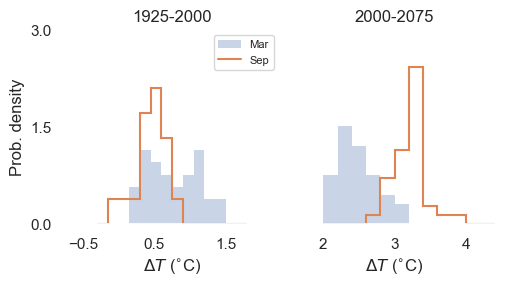 1925-2000
2000-2075
3.0
1.5
0.0
Prob. density
Mar
Sep
−0.5 0.5 1.5
2 3 4
ΔT (°C)
ΔT (°C)